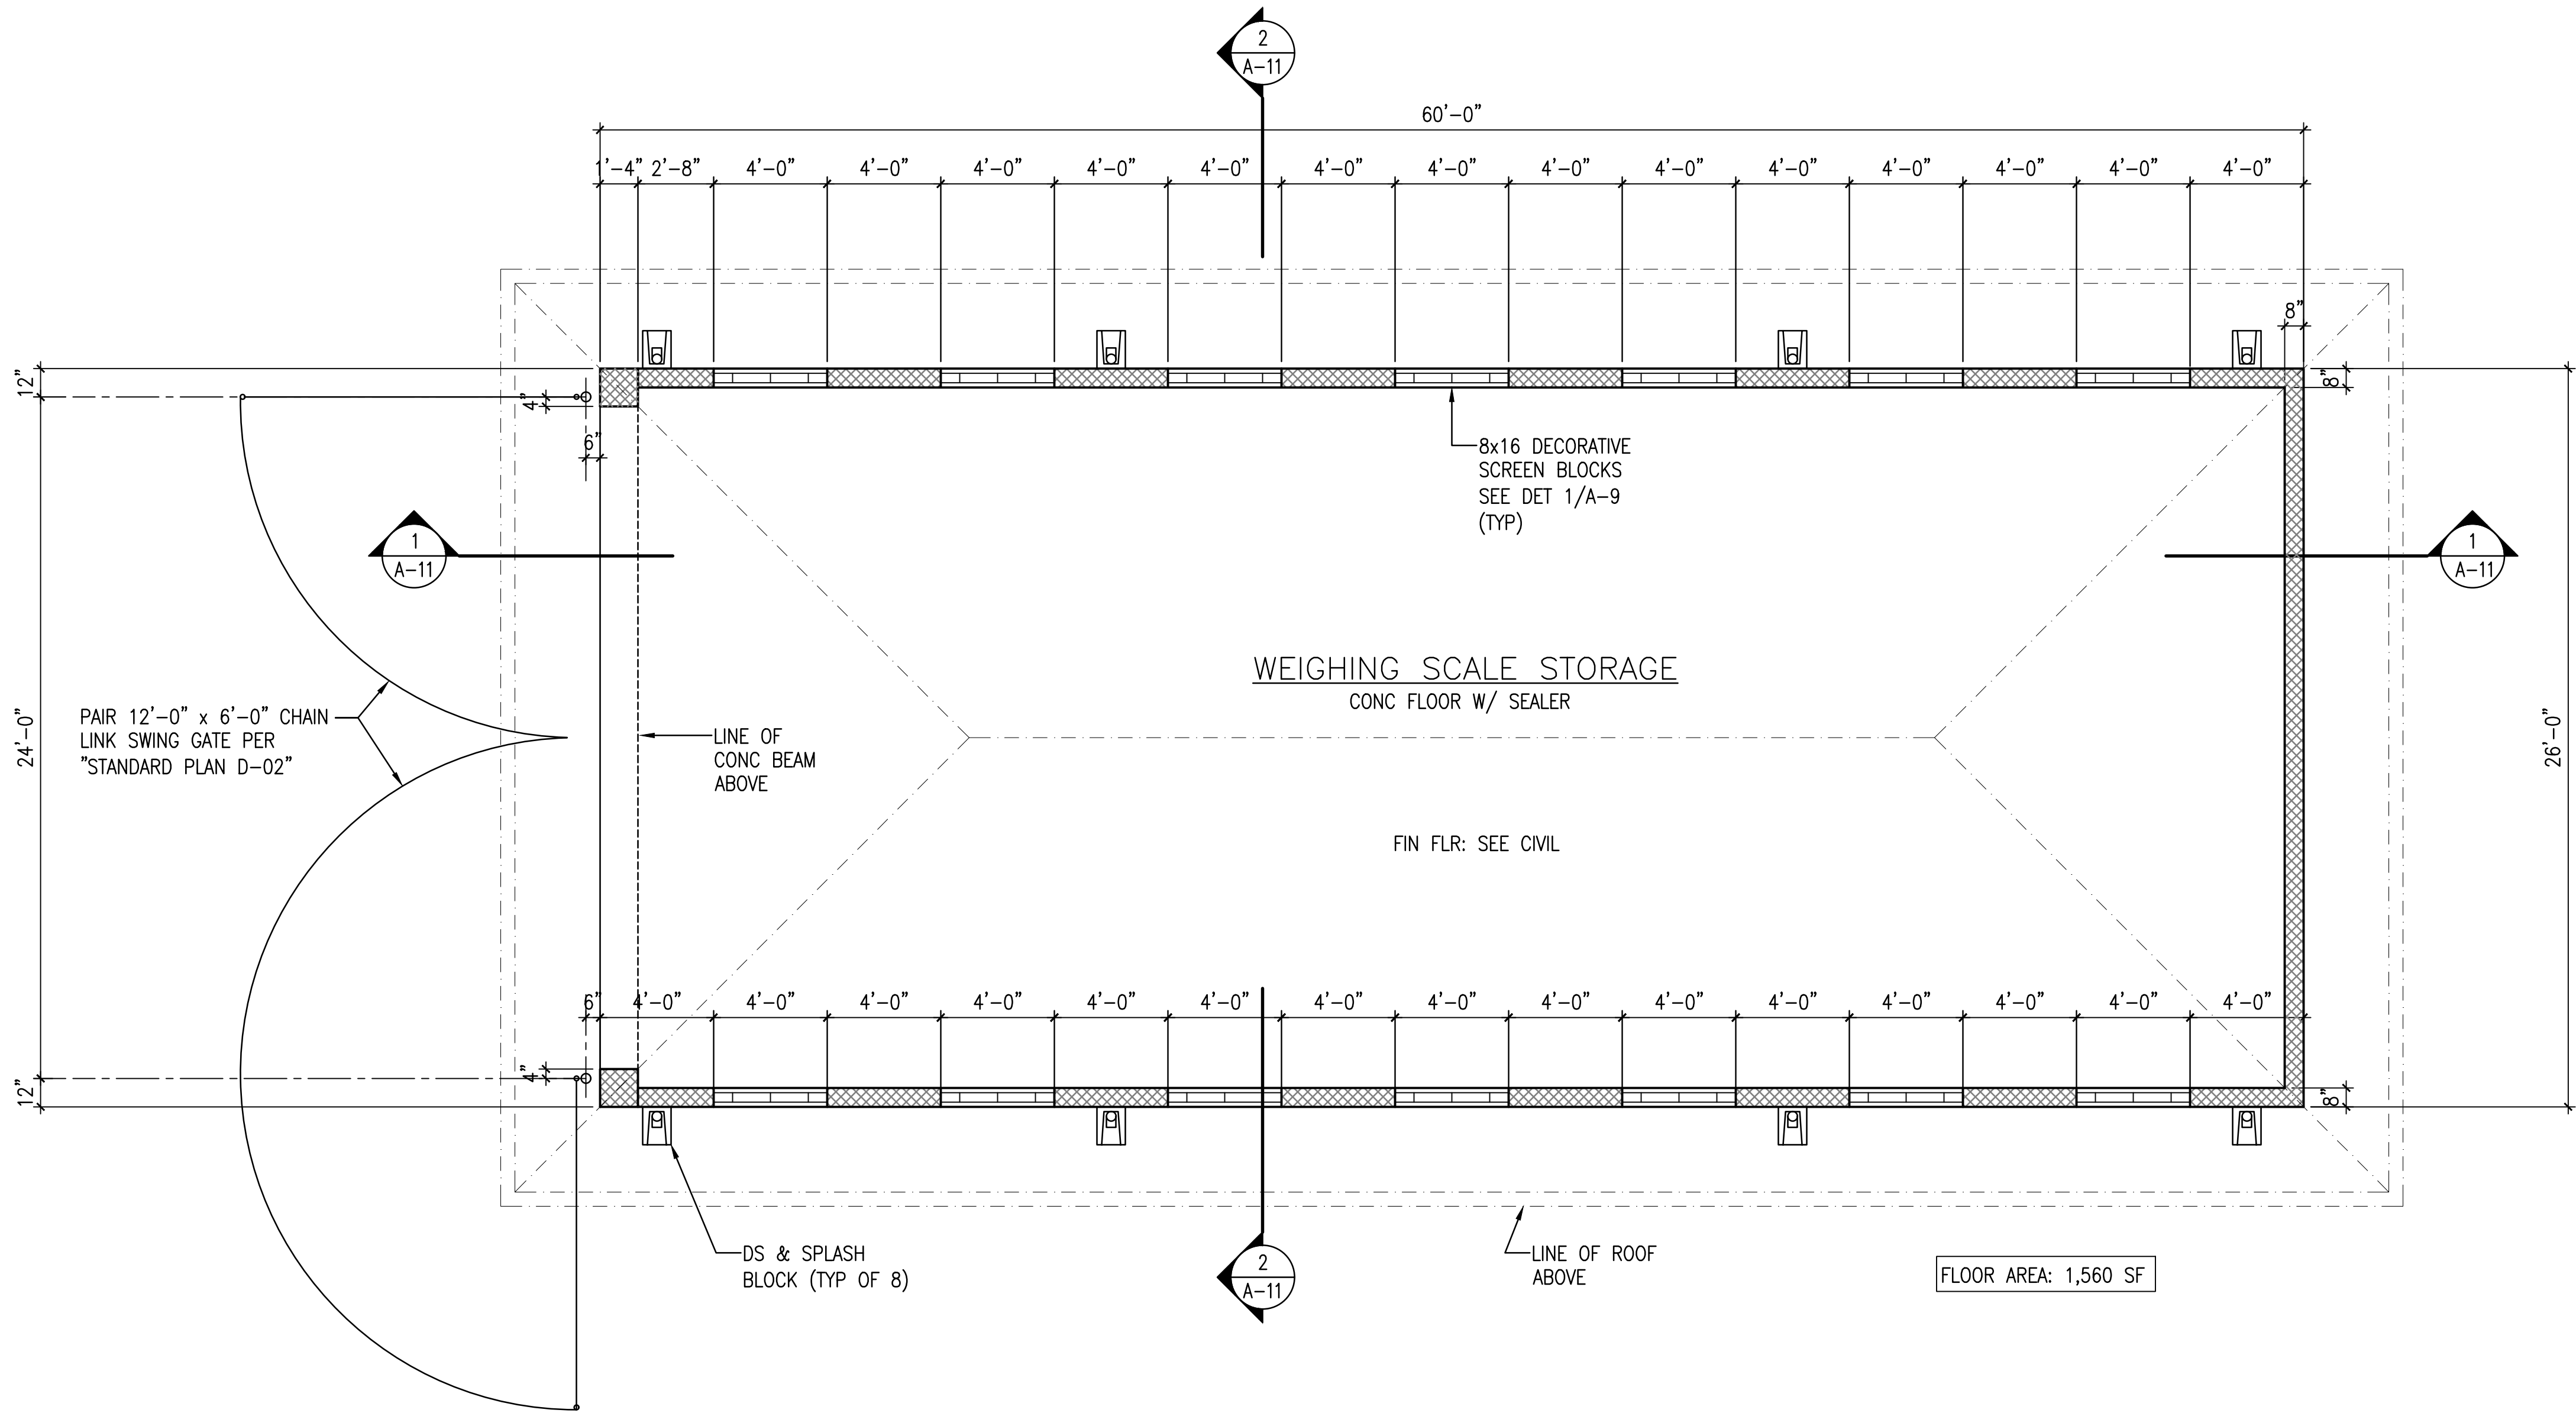 2
A-11
60'-0"
1'-4" 2'-8" 4'-0" 4'-0" 4'-0" 4'-0" 4'-0" 4'-0" 4'-0" 4'-0" 4'-0" 4'-0" 4'-0" 4'-0" 4'-0" 4'-0"
8"
12"
4"
8"
6"
8x16 DECORATIVE
SCREEN BLOCKS
SEE DET 1/A-9
(TYP)
1
A-11
1
A-11
WEIGHING SCALE STORAGE
CONC FLOOR W/ SEALER
PAIR 12'-0" x 6'-0" CHAIN
LINK SWING GATE PER
"STANDARD PLAN D-02"
24'-0"
LINE OF
CONC BEAM
ABOVE
26'-0"
FIN FLR: SEE CIVIL
6" 4'-0" 4'-0" 4'-0" 4'-0" 4'-0" 4'-0" 4'-0" 4'-0" 4'-0" 4'-0" 4'-0" 4'-0" 4'-0" 4'-0" 4'-0"
4"
12"
8"
DS & SPLASH
BLOCK (TYP OF 8)
2
A-11
LINE OF ROOF
ABOVE
FLOOR AREA: 1,560 SF